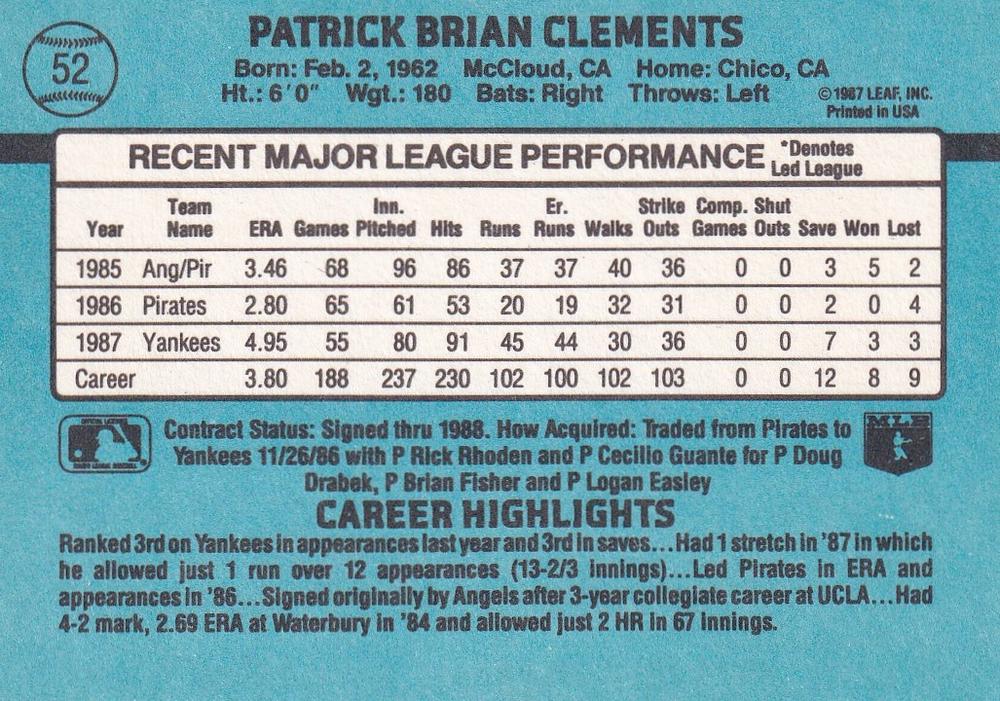 52
PATRICK BRIAN CLEMENTS
Born: Feb. 2, 1962 McCloud, CA Home: Chico, CA
Ht.: 6'0" Wgt.: 180 Bats: Right Throws: Left
©1987 LEAF, INC.
Printed in USA
RECENT MAJOR LEAGUE PERFORMANCE *Denotes Led League
Year Team Name ERA Games Inn. Pitched Hits Runs Er. Runs Walks Strike Outs Comp. Games Shut Outs Save Won Lost
1985 Ang/Pir 3.46 68 96 86 37 37 40 36 0 0 3 5 2
1986 Pirates 2.80 65 61 53 20 19 32 31 0 0 2 0 4
1987 Yankees 4.95 55 80 91 45 44 30 36 0 0 7 3 3
Career 3.80 188 237 230 102 100 102 103 0 0 12 8 9
Contract Status: Signed thru 1988. How Acquired: Traded from Pirates to
Yankees 11/26/86 with P Rick Rhoden and P Cecilio Guante for P Doug
Drabek, P Brian Fisher and P Logan Easley
MLB
CAREER HIGHLIGHTS
Ranked 3rd on Yankees in appearances last year and 3rd in saves...Had 1 stretch in '87 in which
he allowed just 1 run over 12 appearances (13-2/3 innings)...Led Pirates in ERA and
appearances in '86...Signed originally by Angels after 3-year collegiate career at UCLA...Had
4-2 mark, 2.69 ERA at Waterbury in '84 and allowed just 2 HR in 67 innings.